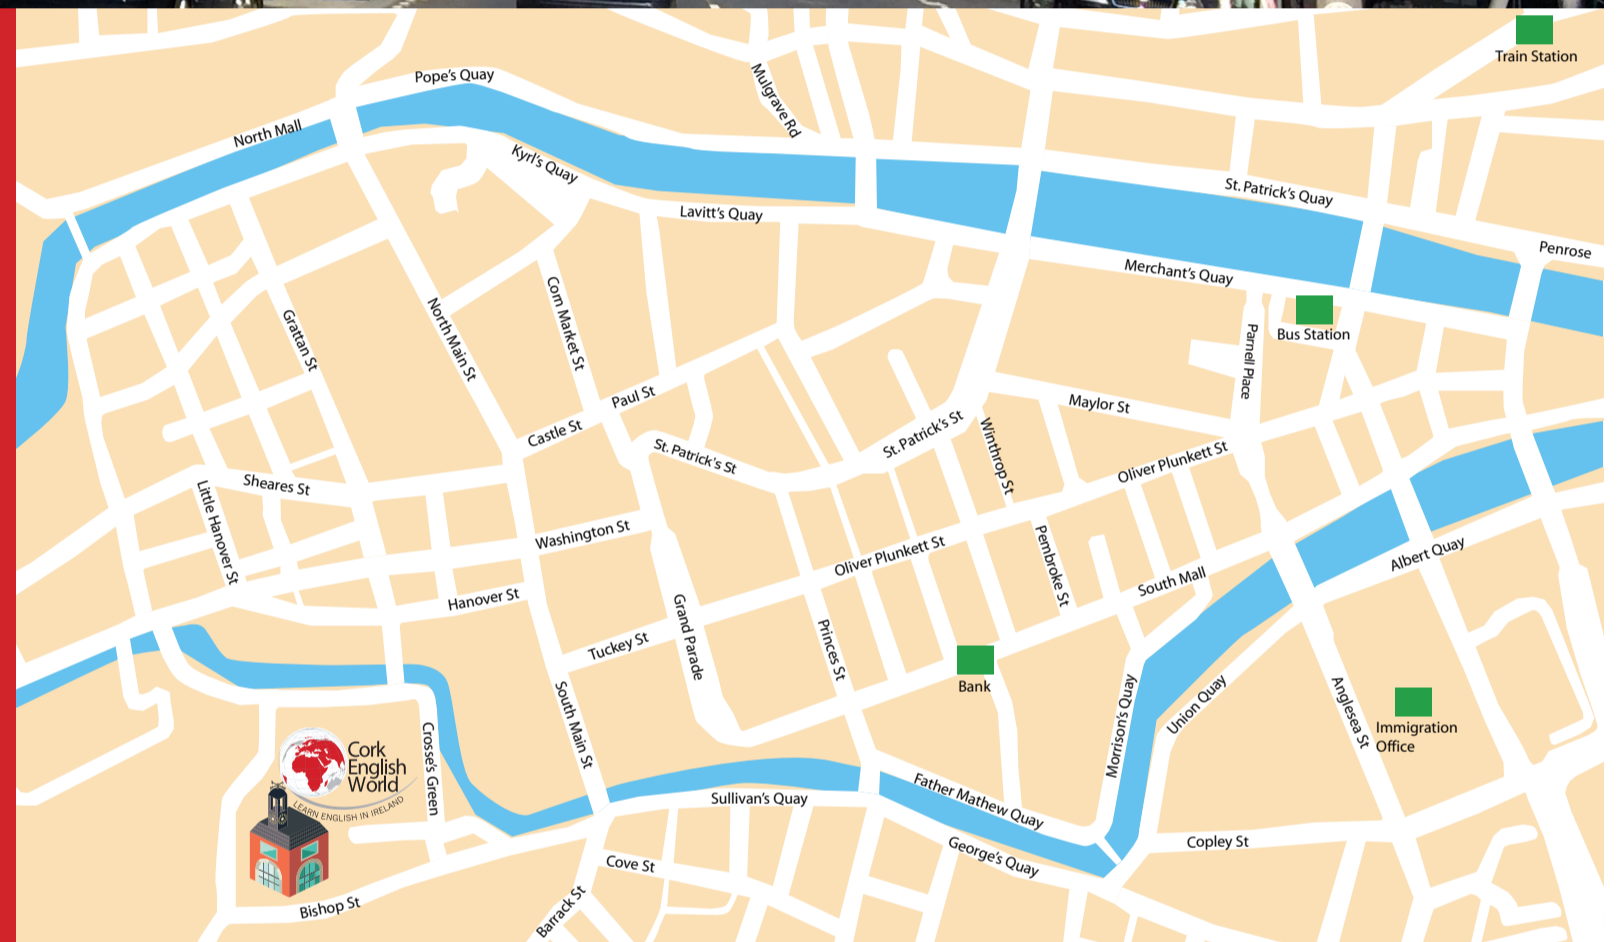 Train Station
Pope's Quay
Mulgrave Rd
North Mall
Kyrl's Quay
St. Patrick's Quay
Lavitt's Quay
Penrose
Merchant's Quay
Bus Station
Parnell Place
Corn Market St
North Main St
Grattan St
Paul St
Maylor St
Castle St
St. Patrick's St
St. Patrick's St
Winthrop St
Oliver Plunkett St
Sheares St
Little Hanover St
Washington St
Oliver Plunkett St
Pembroke St
Albert Quay
South Mall
Hanover St
Grand Parade
Tuckey St
Princes St
Bank
South Main St
Morrison's Quay
Union Quay
Anglesea St
Immigration
Office
Crosse's Green
Cork
English
World
LEARN ENGLISH IN IRELAND
Sullivan's Quay
Father Mathew Quay
George's Quay
Copley St
Cove St
Barrack St
Bishop St